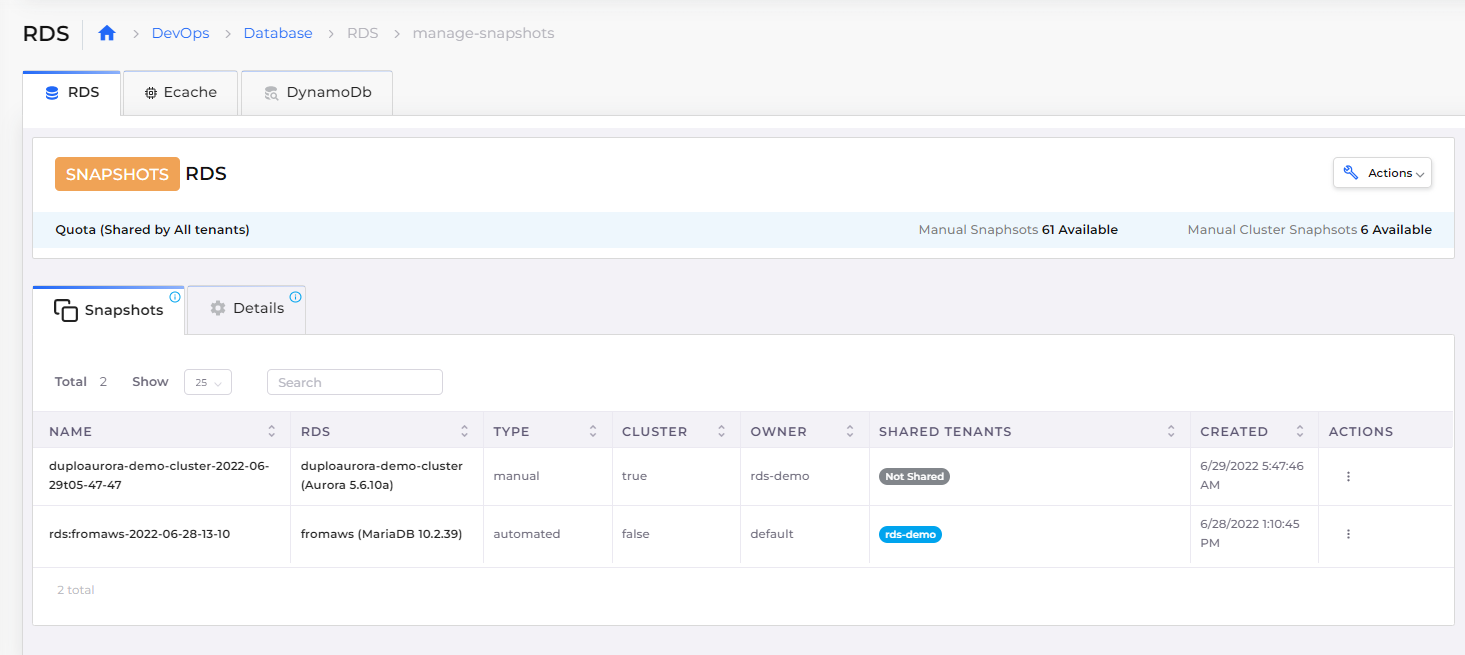 RDS DevOps Database RDS manage-snapshots
RDS Ecache DynamoDb
SNAPSHOTS RDS Actions
Quota (Shared by All tenants) Manual Snaphsots 61 Available Manual Cluster Snaphsots 6 Available
Snapshots Details
Total 2 Show 25 Search
NAME RDS TYPE CLUSTER OWNER SHARED TENANTS CREATED ACTIONS
duploaurora-demo-cluster-2022-06-29t05-47-47 duploaurora-demo-cluster (Aurora 5.6.10a) manual true rds-demo Not Shared 6/29/2022 5:47:46 AM
rds:fromaws-2022-06-28-13-10 fromaws (MariaDB 10.2.39) automated false default rds-demo 6/28/2022 1:10:45 PM
2 total